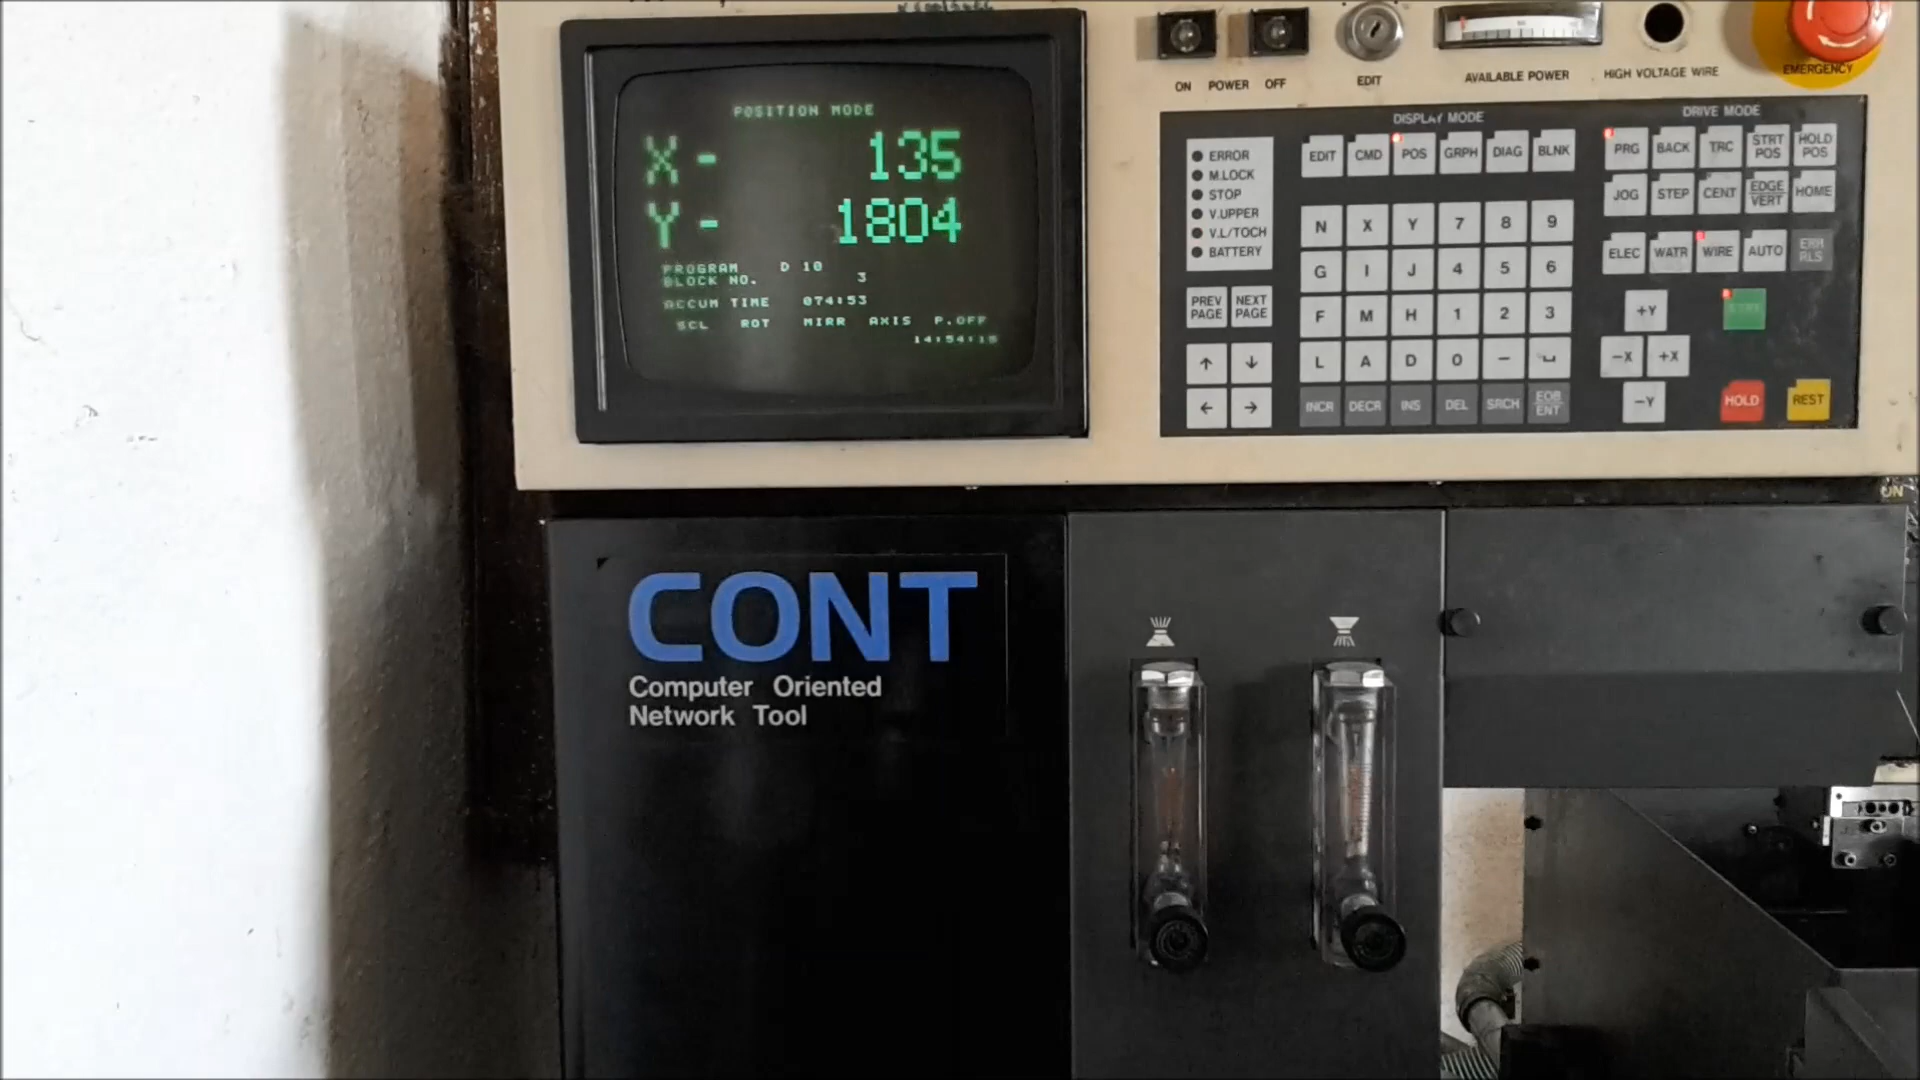 POSITION MODE
X - 135
Y - 1804
PROGRAM D 10
BLOCK NO. 3
ACCUM TIME 074:53
SCL ROT MIRR AXIS P.OFF
14:54:15
ON POWER OFF
EDIT
AVAILABLE POWER
HIGH VOLTAGE WIRE
EMERGENCY
DISPLAY MODE
DRIVE MODE
ERROR
M.LOCK
STOP
V.UPPER
V.L/TOCH
BATTERY
EDIT CMD POS GRPH DIAG BLNK
N X Y 7 8 9
G I J 4 5 6
F M H 1 2 3
L A D 0 -
INCR DECR INS DEL SRCH EOB ENT
PREV PAGE NEXT PAGE
↑ ↓
← →
PRG BACK TRC STRT POS HOLD POS
JOG STEP CENT EDGE VERT HOME
ELEC WATR WIRE AUTO ERR RLS
+Y
-X +X
-Y
HOLD REST
ON
CONT
Computer Oriented
Network Tool